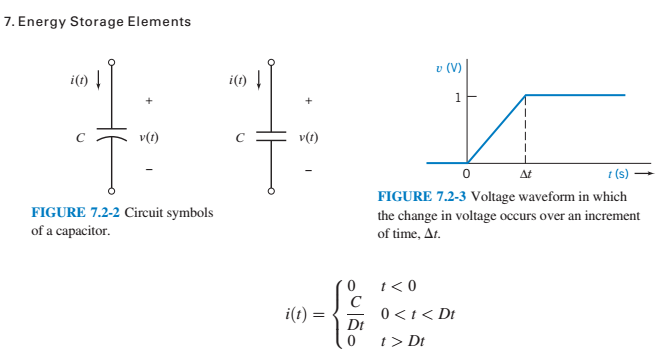 7. Energy Storage Elements
i(t)
+
C
v(t)
–
i(t)
+
C
v(t)
–
FIGURE 7.2-2 Circuit symbols
of a capacitor.
v (V)
1
0
Δt
t (s)
FIGURE 7.2-3 Voltage waveform in which
the change in voltage occurs over an increment
of time, Δt.
i(t) = { 0 t < 0
C/Dt 0 < t < Dt
0 t > Dt